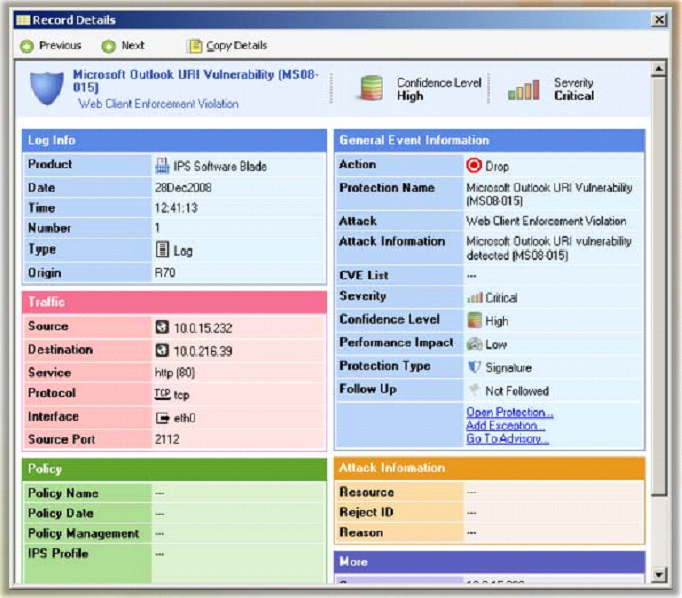 Record Details
Previous Next Copy Details
Microsoft Outlook URI Vulnerability (MS08-
015)
Web Client Enforcement Violation
Confidence Level
High
Severity
Critical
Log Info
Product IPS Software Blade
Date 28Dec2008
Time 12:41:13
Number 1
Type Log
Origin R70
Traffic
Source 10.0.15.232
Destination 10.0.216.39
Service http (80)
Protocol TCP tcp
Interface eth0
Source Port 2112
Policy
Policy Name ---
Policy Date ---
Policy Management ---
IPS Profile ---
General Event Information
Action Drop
Protection Name Microsoft Outlook URI Vulnerability
(MS08-015)
Attack Web Client Enforcement Violation
Attack Information Microsoft Outlook URI vulnerability
detected (MS08-015)
CVE List ---
Severity Critical
Confidence Level High
Performance Impact Low
Protection Type Signature
Follow Up Not Followed
Open Protection...
Add Exception...
Go To Advisory...
Attack Information
Resource ---
Reject ID ---
Reason ---
More